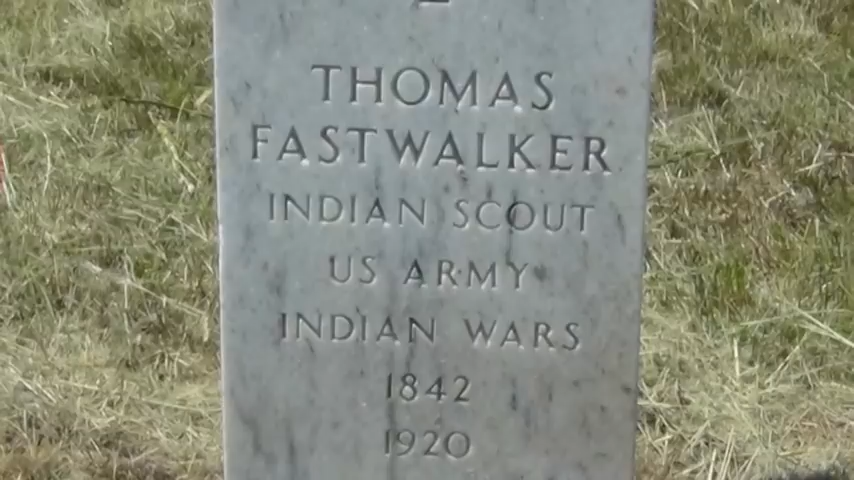 THOMAS
FASTWALKER
INDIAN SCOUT
US ARMY
INDIAN WARS
1842
1920